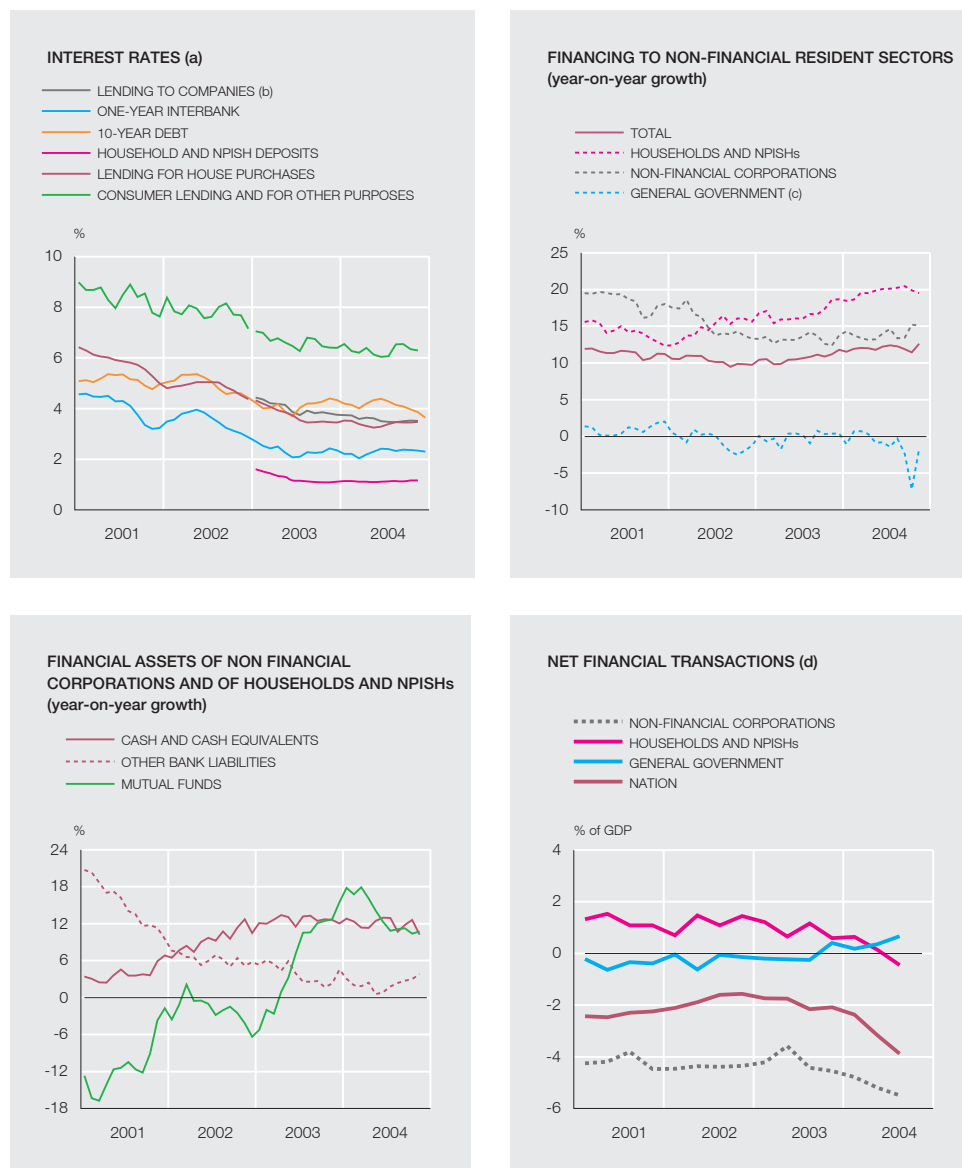 INTEREST RATES (a)
LENDING TO COMPANIES (b)
ONE-YEAR INTERBANK
10-YEAR DEBT
HOUSEHOLD AND NPISH DEPOSITS
LENDING FOR HOUSE PURCHASES
CONSUMER LENDING AND FOR OTHER PURPOSES
%
10
8
6
4
2
0
2001 2002 2003 2004
FINANCING TO NON-FINANCIAL RESIDENT SECTORS
(year-on-year growth)
TOTAL
HOUSEHOLDS AND NPISHs
NON-FINANCIAL CORPORATIONS
GENERAL GOVERNMENT (c)
%
25
20
15
10
5
0
-5
-10
2001 2002 2003 2004
FINANCIAL ASSETS OF NON FINANCIAL
CORPORATIONS AND OF HOUSEHOLDS AND NPISHs
(year-on-year growth)
CASH AND CASH EQUIVALENTS
OTHER BANK LIABILITIES
MUTUAL FUNDS
%
24
18
12
6
0
-6
-12
-18
2001 2002 2003 2004
NET FINANCIAL TRANSACTIONS (d)
NON-FINANCIAL CORPORATIONS
HOUSEHOLDS AND NPISHs
GENERAL GOVERNMENT
NATION
% of GDP
4
2
0
-2
-4
-6
2001 2002 2003 2004